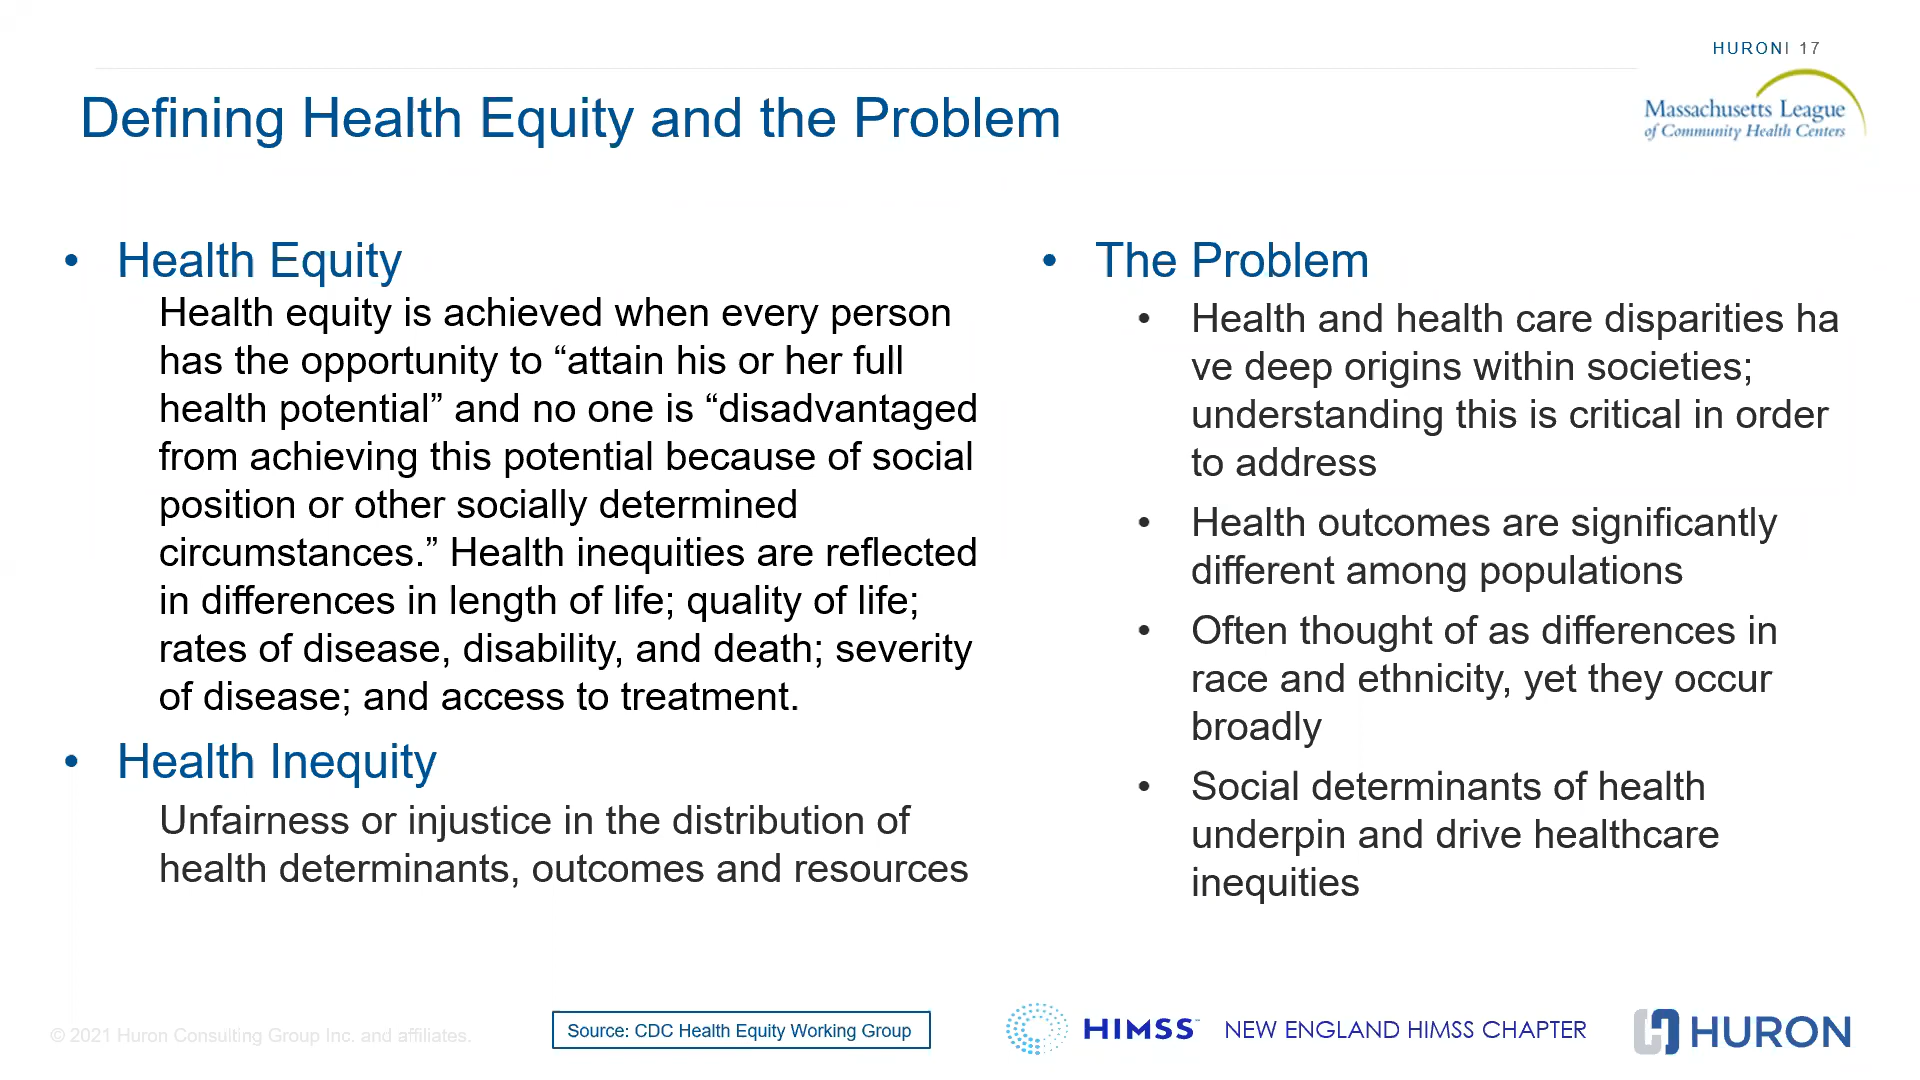 HURON| 17
Massachusetts League
of Community Health Centers
Defining Health Equity and the Problem
• Health Equity
Health equity is achieved when every person
has the opportunity to “attain his or her full
health potential” and no one is “disadvantaged
from achieving this potential because of social
position or other socially determined
circumstances.” Health inequities are reflected
in differences in length of life; quality of life;
rates of disease, disability, and death; severity
of disease; and access to treatment.
• Health Inequity
Unfairness or injustice in the distribution of
health determinants, outcomes and resources
• The Problem
• Health and health care disparities ha
ve deep origins within societies;
understanding this is critical in order
to address
• Health outcomes are significantly
different among populations
• Often thought of as differences in
race and ethnicity, yet they occur
broadly
• Social determinants of health
underpin and drive healthcare
inequities
© 2021 Huron Consulting Group Inc. and affiliates.
Source: CDC Health Equity Working Group
HIMSS™ NEW ENGLAND HIMSS CHAPTER
HURON